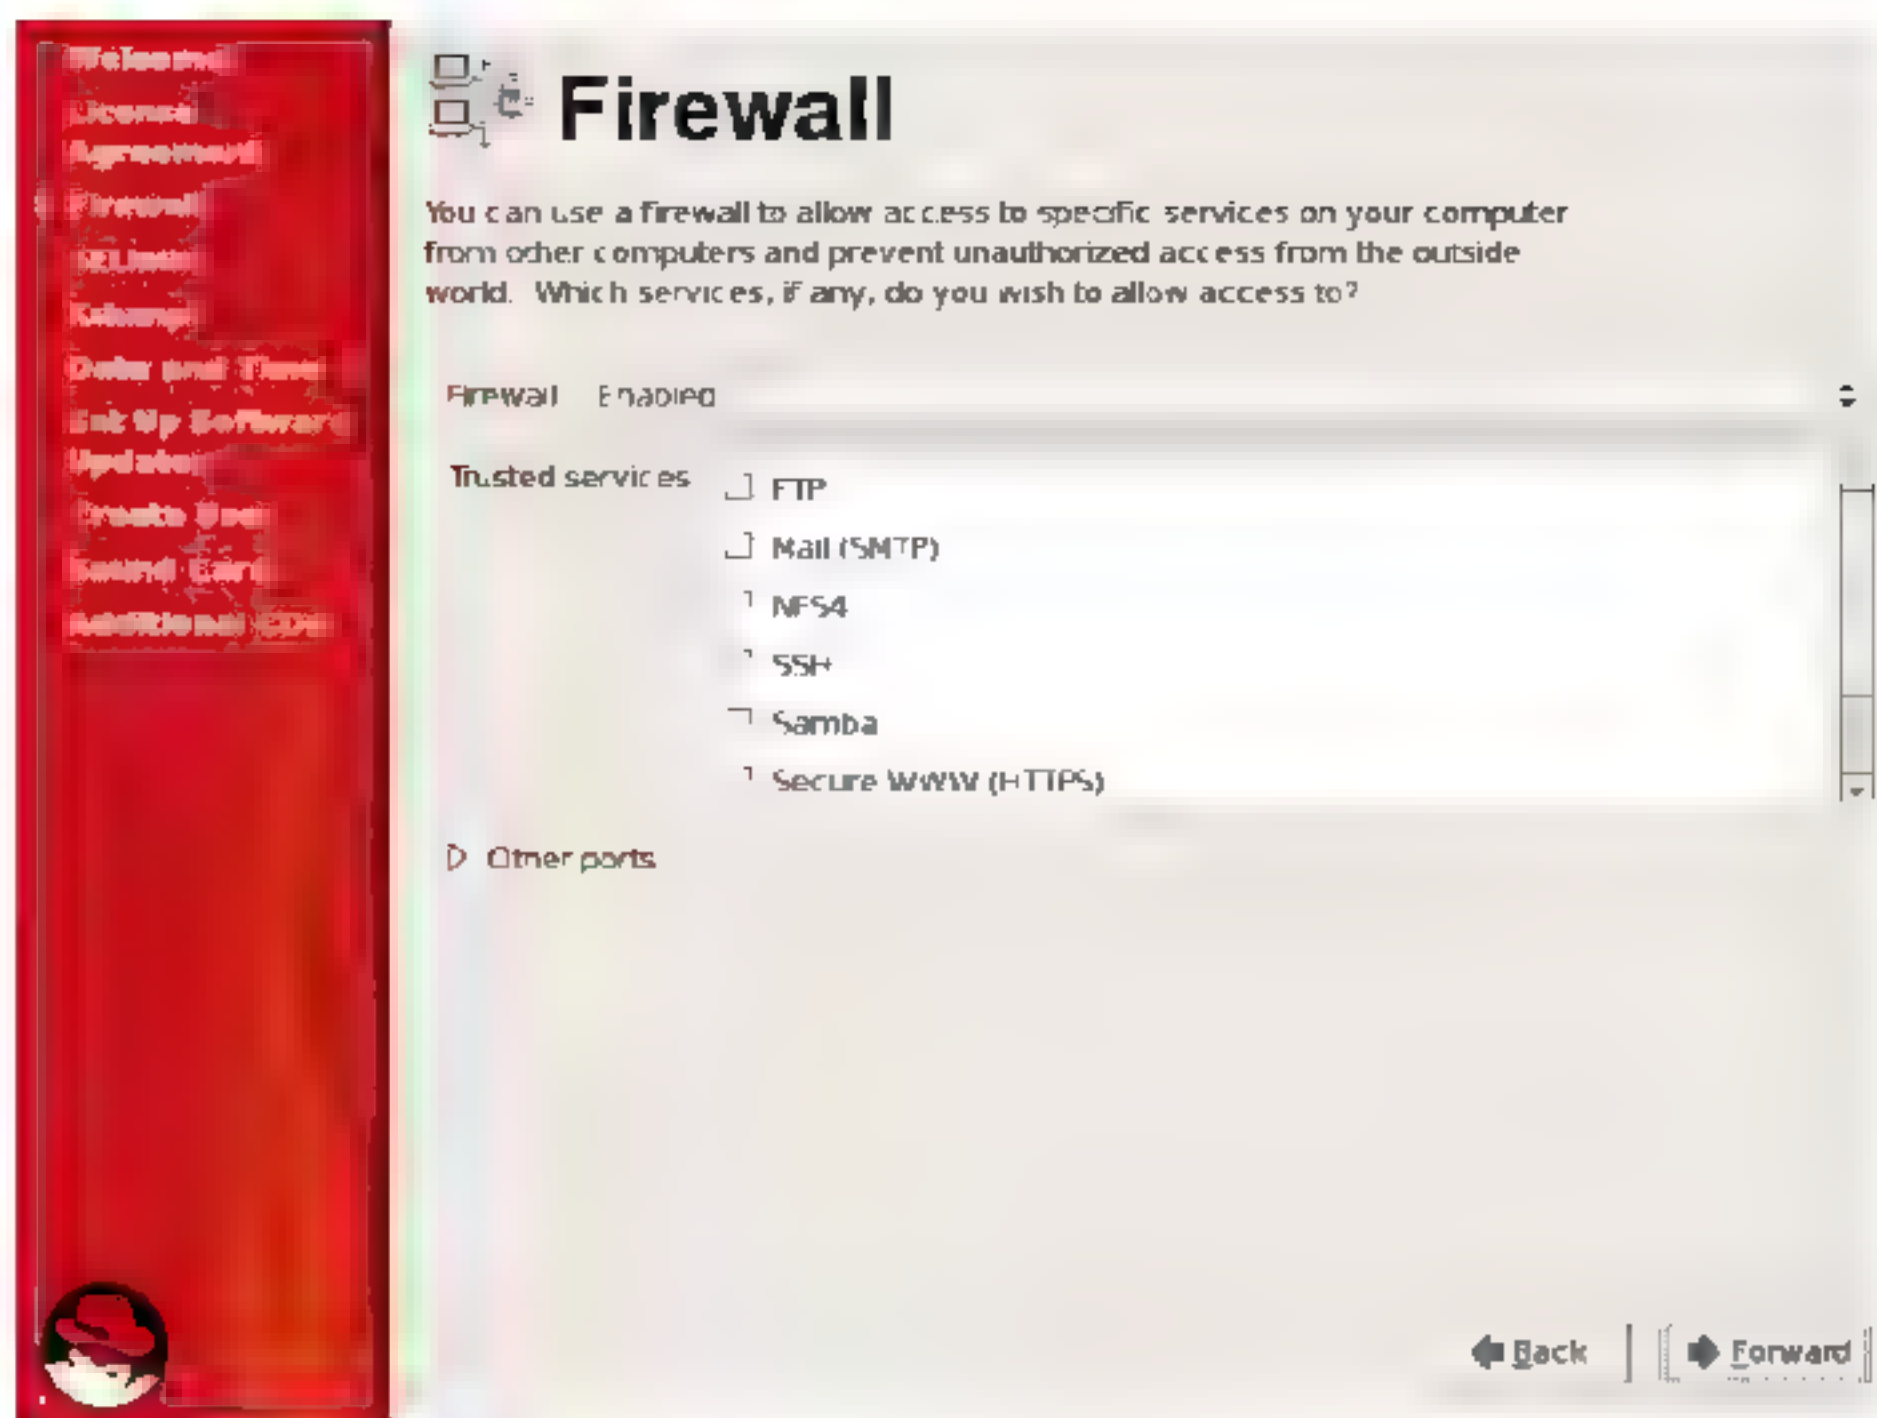 Welcome
License
Agreement
Firewall
SELinux
Kdump
Date and Time
Set Up Software
Updates
Create User
Sound Card
Additional CDs
Firewall
You can use a firewall to allow access to specific services on your computer
from other computers and prevent unauthorized access from the outside
world. Which services, if any, do you wish to allow access to?
Firewall Enabled
Trusted services
FTP
Mail (SMTP)
NFS4
SSH
Samba
Secure WWW (HTTPS)
Other ports
Back
Forward